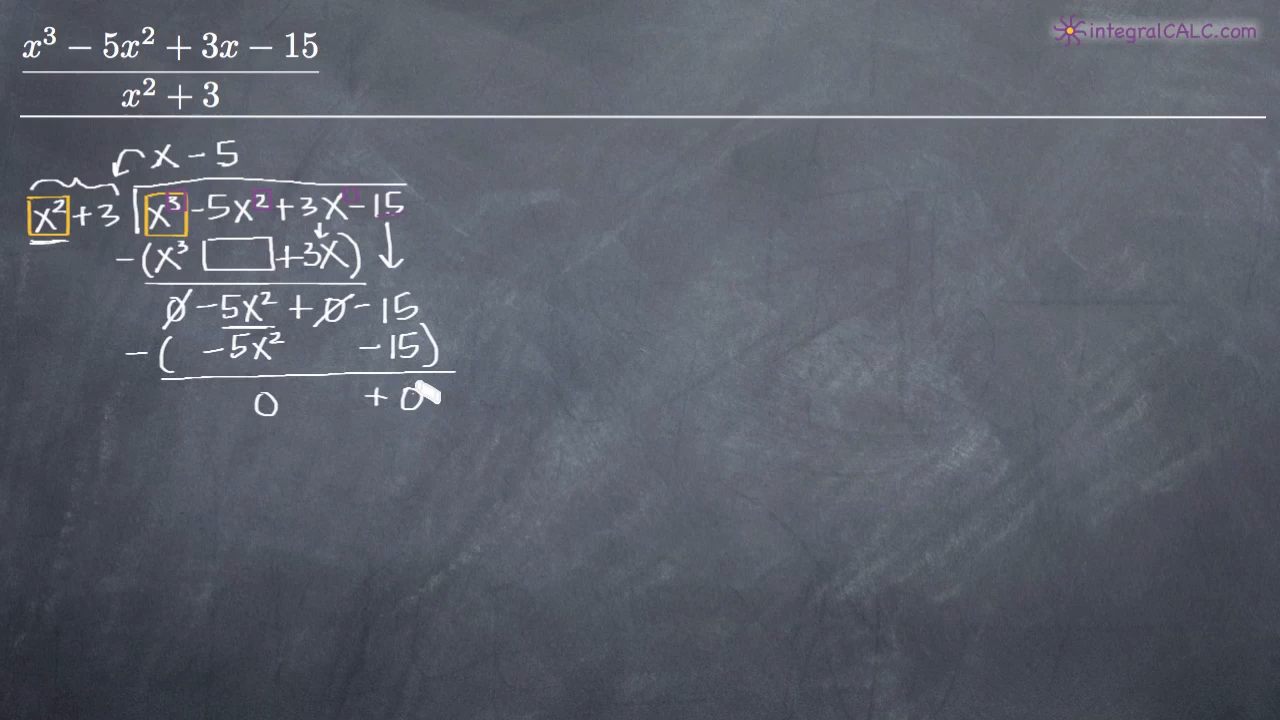 x³ − 5x² + 3x − 15
x² + 3
integralCALC.com
x - 5
x² + 3 x³ - 5x² + 3x - 15
- (x³ + 3x)
0 - 5x² + 0 - 15
- ( - 5x² - 15)
0 + 0